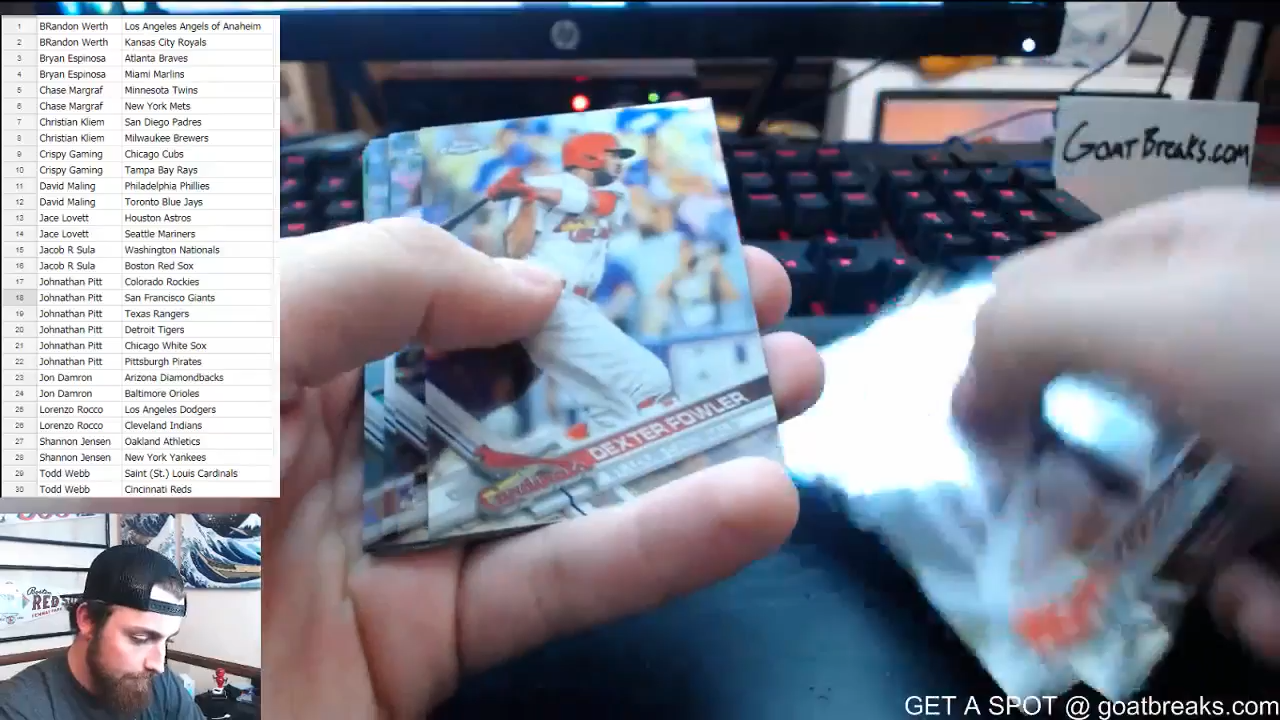 1 BRandon Werth Los Angeles Angels of Anaheim
2 BRandon Werth Kansas City Royals
3 Bryan Espinosa Atlanta Braves
4 Bryan Espinosa Miami Marlins
5 Chase Margraf Minnesota Twins
6 Chase Margraf New York Mets
7 Christian Kliem San Diego Padres
8 Christian Kliem Milwaukee Brewers
9 Crispy Gaming Chicago Cubs
10 Crispy Gaming Tampa Bay Rays
11 David Maling Philadelphia Phillies
12 David Maling Toronto Blue Jays
13 Jace Lovett Houston Astros
14 Jace Lovett Seattle Mariners
15 Jacob R Sula Washington Nationals
16 Jacob R Sula Boston Red Sox
17 Johnathan Pitt Colorado Rockies
18 Johnathan Pitt San Francisco Giants
19 Johnathan Pitt Texas Rangers
20 Johnathan Pitt Detroit Tigers
21 Johnathan Pitt Chicago White Sox
22 Johnathan Pitt Pittsburgh Pirates
23 Jon Damron Arizona Diamondbacks
24 Jon Damron Baltimore Orioles
25 Lorenzo Rocco Los Angeles Dodgers
26 Lorenzo Rocco Cleveland Indians
27 Shannon Jensen Oakland Athletics
28 Shannon Jensen New York Yankees
29 Todd Webb Saint (St.) Louis Cardinals
30 Todd Webb Cincinnati Reds
hp
GOATBREAKS.COM
DEXTER FOWLER
Boston
RED
GET A SPOT @ goatbreaks.com